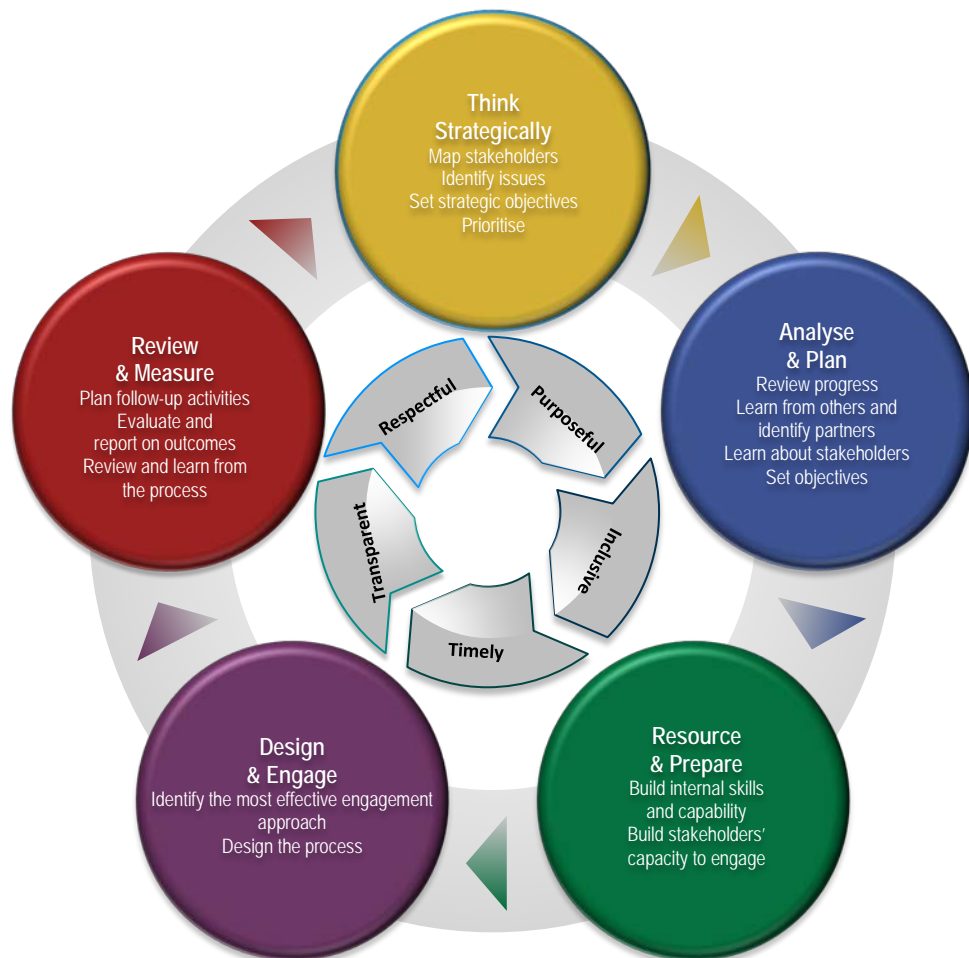 Think
Strategically
Map stakeholders
Identify issues
Set strategic objectives
Prioritise
Analyse
& Plan
Review progress
Learn from others and
identify partners
Learn about stakeholders
Set objectives
Resource
& Prepare
Build internal skills
and capability
Build stakeholders’
capacity to engage
Design
& Engage
Identify the most effective engagement
approach
Design the process
Review
& Measure
Plan follow-up activities
Evaluate and
report on outcomes
Review and learn from
the process
Purposeful
Inclusive
Timely
Transparent
Respectful